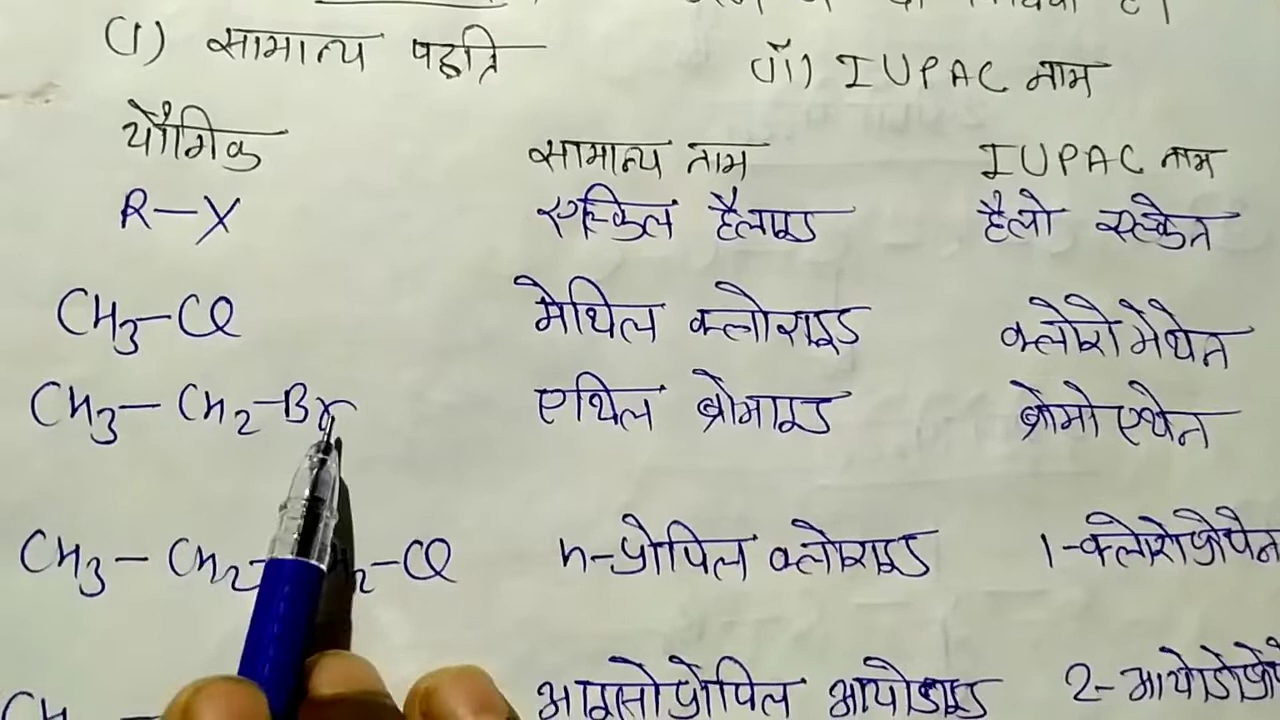 (i) सामान्य पद्धति (ii) IUPAC नाम
यौगिक सामान्य नाम IUPAC नाम
R-X एल्किल हैलाइड हैलो एल्केन
CH3-Cl मेथिल क्लोराइड क्लोरो मेथेन
CH3-CH2-Br एथिल ब्रोमाइड ब्रोमो एथेन
CH3-CH2- -Cl n-प्रोपिल क्लोराइड 1-क्लोरोप्रोपेन
CH आइसोप्रोपिल आयोडाइड